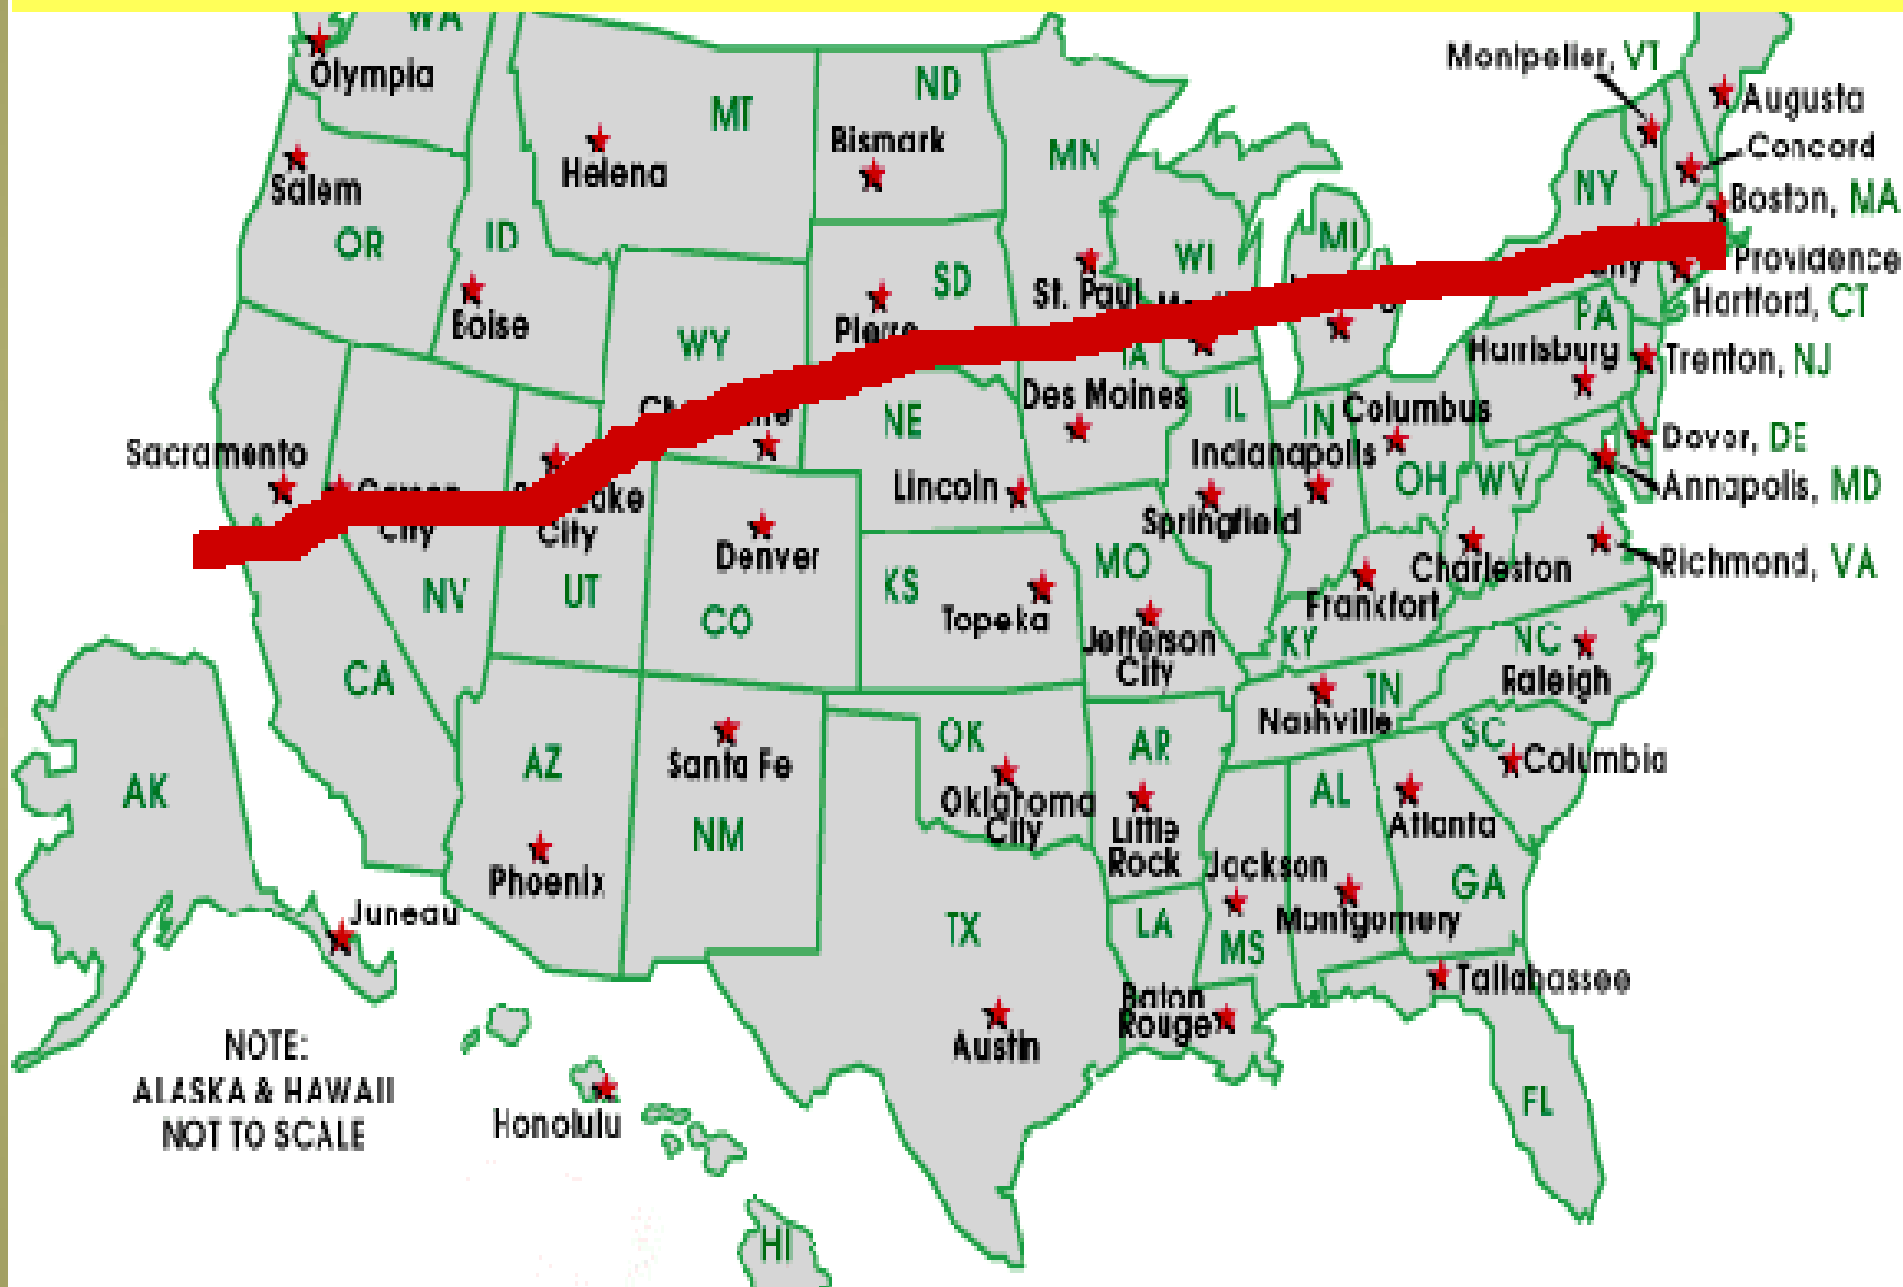 WA
Olympia
Montpelier, VT
ND
MT
Augusta
Bismark
Concord
MN
Helena
Salem
NY
Boston, MA
OR
ID
MI
WI
SD
Providence
St. Paul
Hartford, CT
PA
Boise
Pierre
WY
Harrisburg
Trenton, NJ
IA
Des Moines
IL
IN
Columbus
NE
Dover, DE
Sacramento
Indianapolis
OH
WV
Annapolis, MD
Lincoln
Carson
City
Lake
City
Springfield
Denver
MO
Charleston
Richmond, VA
KS
NV
UT
Topeka
Frankfort
CO
Jefferson
City
KY
NC
CA
Raleigh
TN
Nashville
OK
AR
SC
Columbia
AZ
Santa Fe
AK
Oklahoma
City
AL
NM
Little
Rock
Atlanta
Jackson
Phoenix
GA
Juneau
Montgomery
TX
LA
MS
Tallahassee
Baton
Rouge
Austin
NOTE:
ALASKA & HAWAII
NOT TO SCALE
Honolulu
FL
HI